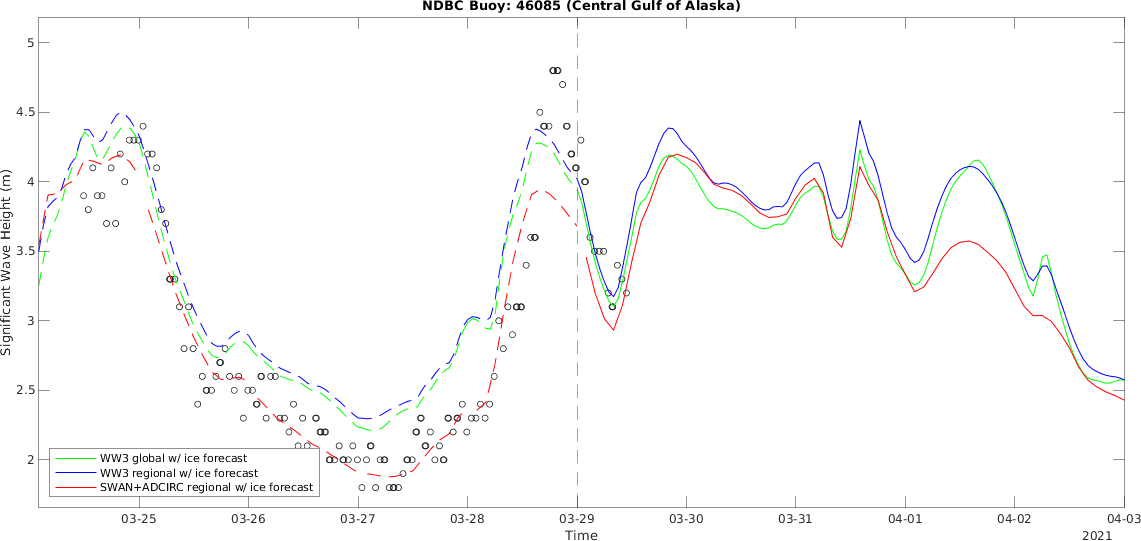 NDBC Buoy: 46085 (Central Gulf of Alaska)
Significant Wave Height (m)
5
4.5
4
3.5
3
2.5
2
WW3 global w/ ice forecast
WW3 regional w/ ice forecast
SWAN+ADCIRC regional w/ ice forecast
03-25 03-26 03-27 03-28 03-29 03-30 03-31 04-01 04-02 04-03
Time 2021